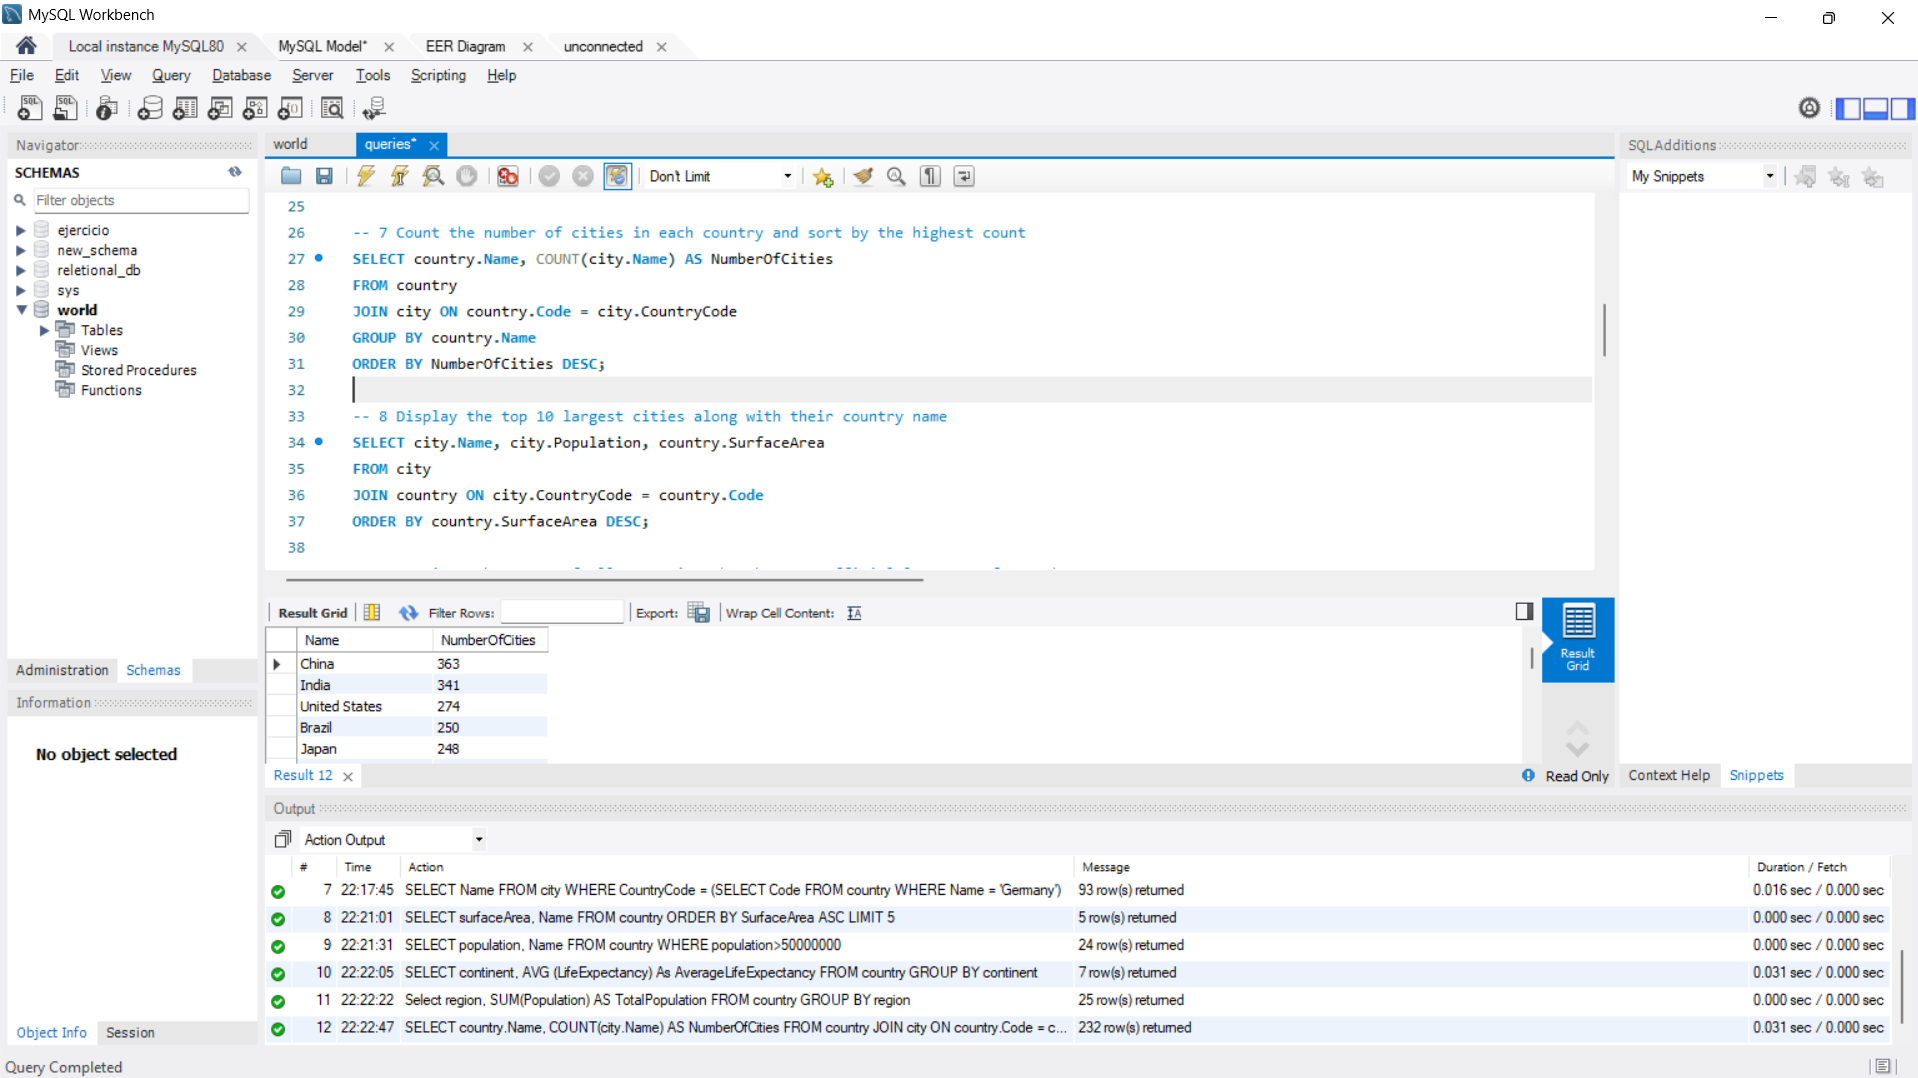 MySQL Workbench
Local instance MySQL80
MySQL Model*
EER Diagram
unconnected
File Edit View Query Database Server Tools Scripting Help
Navigator
SCHEMAS
Filter objects
ejercicio
new_schema
reletional_db
sys
world
Tables
Views
Stored Procedures
Functions
Administration Schemas
Information
No object selected
Object Info Session
world queries*
Don't Limit
25
26 -- 7 Count the number of cities in each country and sort by the highest count
27 SELECT country.Name, COUNT(city.Name) AS NumberOfCities
28 FROM country
29 JOIN city ON country.Code = city.CountryCode
30 GROUP BY country.Name
31 ORDER BY NumberOfCities DESC;
32
33 -- 8 Display the top 10 largest cities along with their country name
34 SELECT city.Name, city.Population, country.SurfaceArea
35 FROM city
36 JOIN country ON city.CountryCode = country.Code
37 ORDER BY country.SurfaceArea DESC;
38
Result Grid Filter Rows: Export: Wrap Cell Content:
Name NumberOfCities
China 363
India 341
United States 274
Brazil 250
Japan 248
Result Grid
Result 12
Read Only
SQLAdditions
My Snippets
Context Help Snippets
Output
Action Output
# Time Action Message Duration / Fetch
7 22:17:45 SELECT Name FROM city WHERE CountryCode = (SELECT Code FROM country WHERE Name = 'Germany') 93 row(s) returned 0.016 sec / 0.000 sec
8 22:21:01 SELECT surfaceArea, Name FROM country ORDER BY SurfaceArea ASC LIMIT 5 5 row(s) returned 0.000 sec / 0.000 sec
9 22:21:31 SELECT population, Name FROM country WHERE population>50000000 24 row(s) returned 0.000 sec / 0.000 sec
10 22:22:05 SELECT continent, AVG (LifeExpectancy) As AverageLifeExpectancy FROM country GROUP BY continent 7 row(s) returned 0.031 sec / 0.000 sec
11 22:22:22 Select region, SUM(Population) AS TotalPopulation FROM country GROUP BY region 25 row(s) returned 0.000 sec / 0.000 sec
12 22:22:47 SELECT country.Name, COUNT(city.Name) AS NumberOfCities FROM country JOIN city ON country.Code = c... 232 row(s) returned 0.031 sec / 0.000 sec
Query Completed